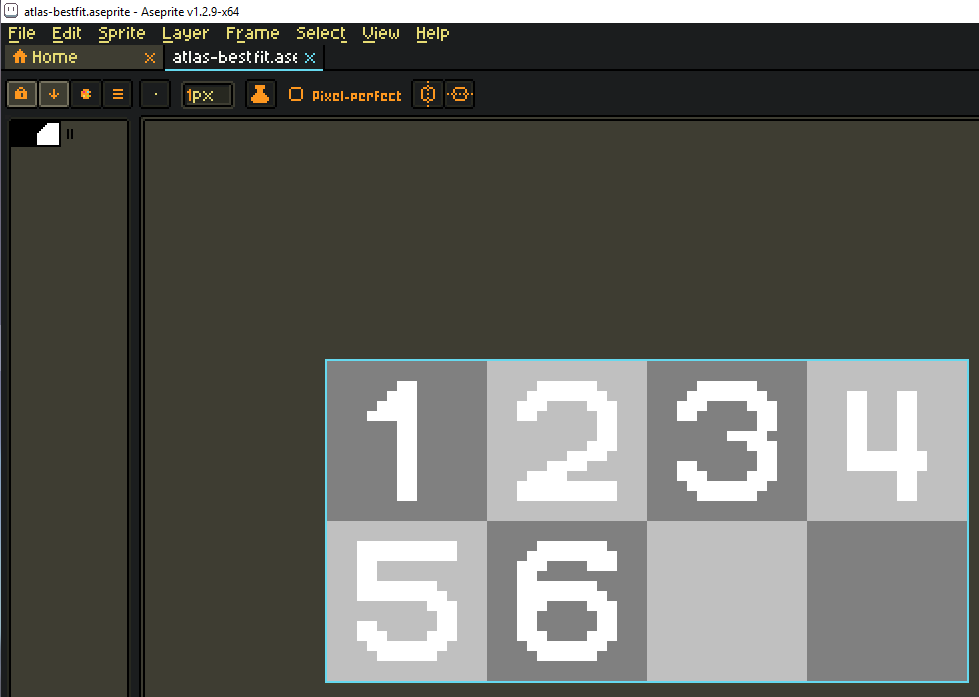 atlas-bestfit.aseprite - Aseprite v1.2.9-x64
File Edit Sprite Layer Frame Select View Help
Home atlas-bestfit.ase
1px Pixel-perfect
1 2 3 4
5 6